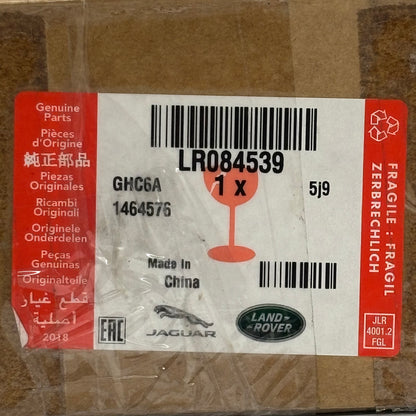 Genuine
Parts
Pièces
d'Origine
純正部品
Piezas
Originales
Ricambi
Originali
Originele
Onderdelen
Peças
Genuinas
Originalteile
قطع غيار
أصلية
2018
LR084539
GHC6A
1 x
5j9
1464576
Made In
China
EAC
JAGUAR
LAND-
ROVER
FRAGILE : FRAGIL
ZERBRECHLICH
JLR
4001.2
FGL